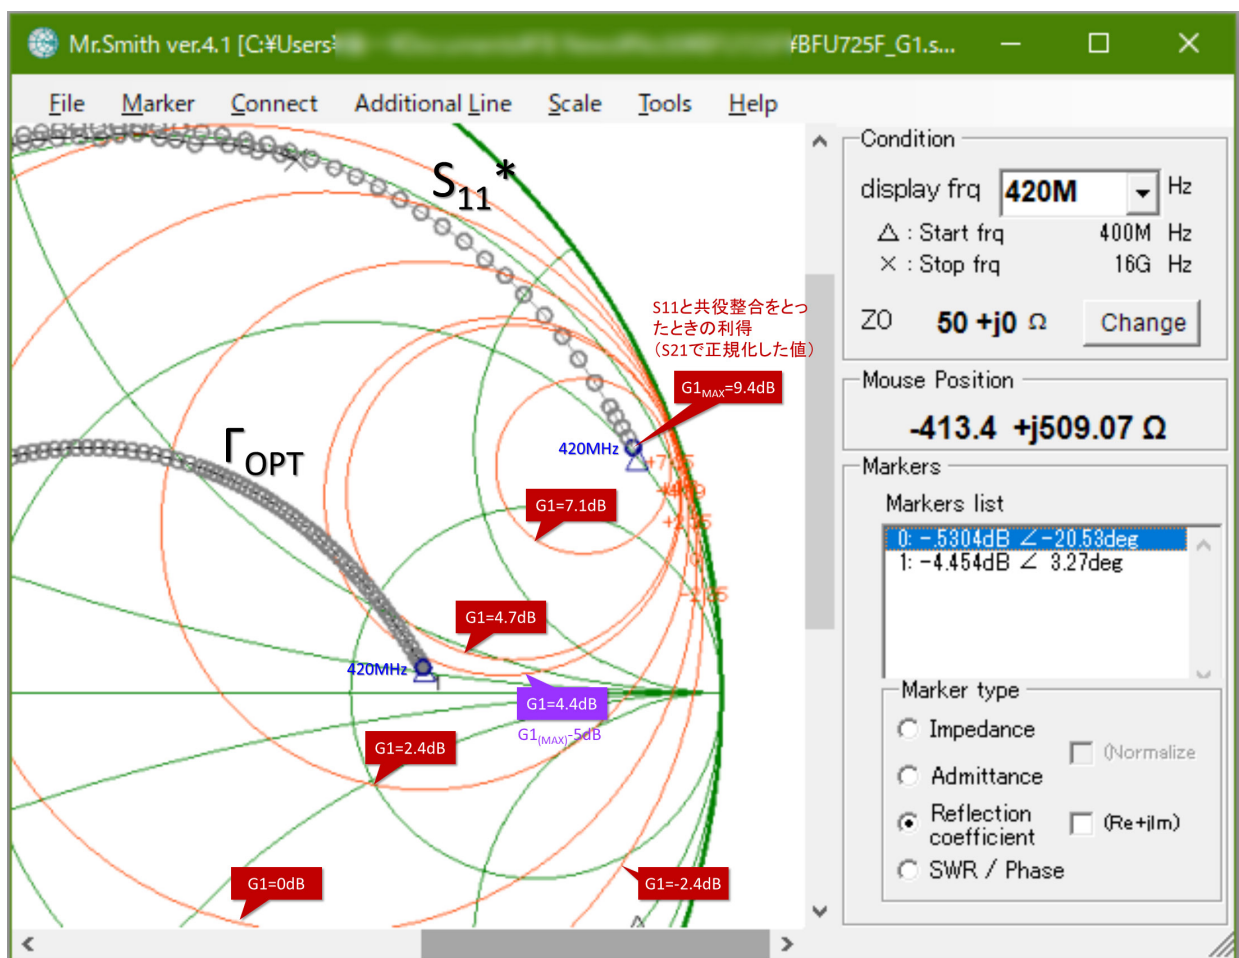 Mr.Smith ver.4.1 [C:¥Users¥
¥BFU725F_G1.s...
File Marker Connect Additional Line Scale Tools Help
S11*
ΓOPT
S11と共役整合をとっ
たときの利得
（S21で正規化した値）
G1MAX=9.4dB
420MHz
G1=7.1dB
G1=4.7dB
420MHz
G1=4.4dB
G1(MAX)-5dB
G1=2.4dB
G1=0dB
G1=-2.4dB
Condition
display frq 420M Hz
△ : Start frq 400M Hz
× : Stop frq 16G Hz
ZO 50 +j0 Ω Change
Mouse Position
-413.4 +j509.07 Ω
Markers
Markers list
0: -.5304dB ∠-20.53deg
1: -4.454dB ∠ 3.27deg
Marker type
Impedance
(Normalize
Admittance
Reflection
coefficient
(Re+jIm)
SWR / Phase